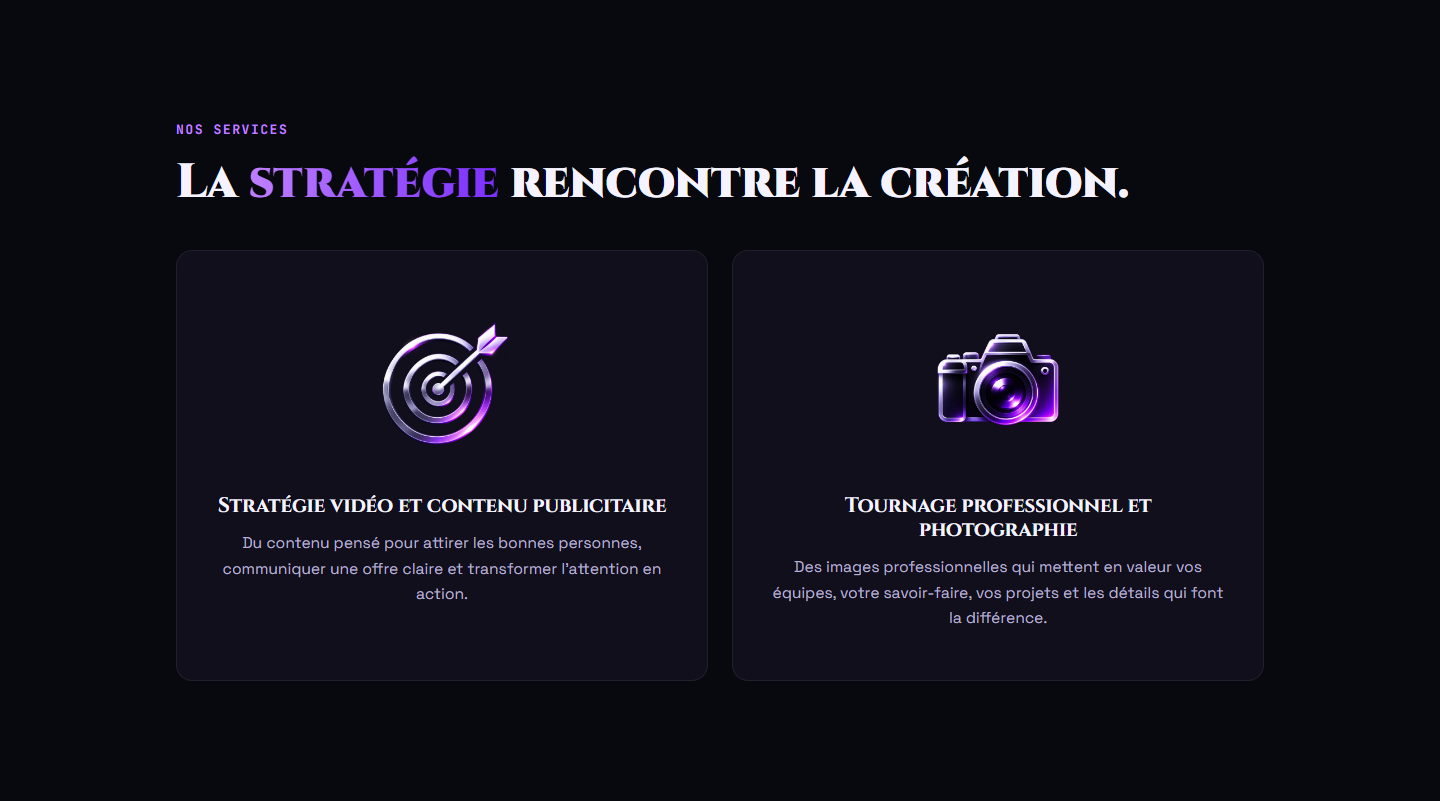 NOS SERVICES
La stratégie rencontre la création.
Stratégie vidéo et contenu publicitaire
Du contenu pensé pour attirer les bonnes personnes,
communiquer une offre claire et transformer l'attention en
action.
Tournage professionnel et
photographie
Des images professionnelles qui mettent en valeur vos
équipes, votre savoir-faire, vos projets et les détails qui font
la différence.